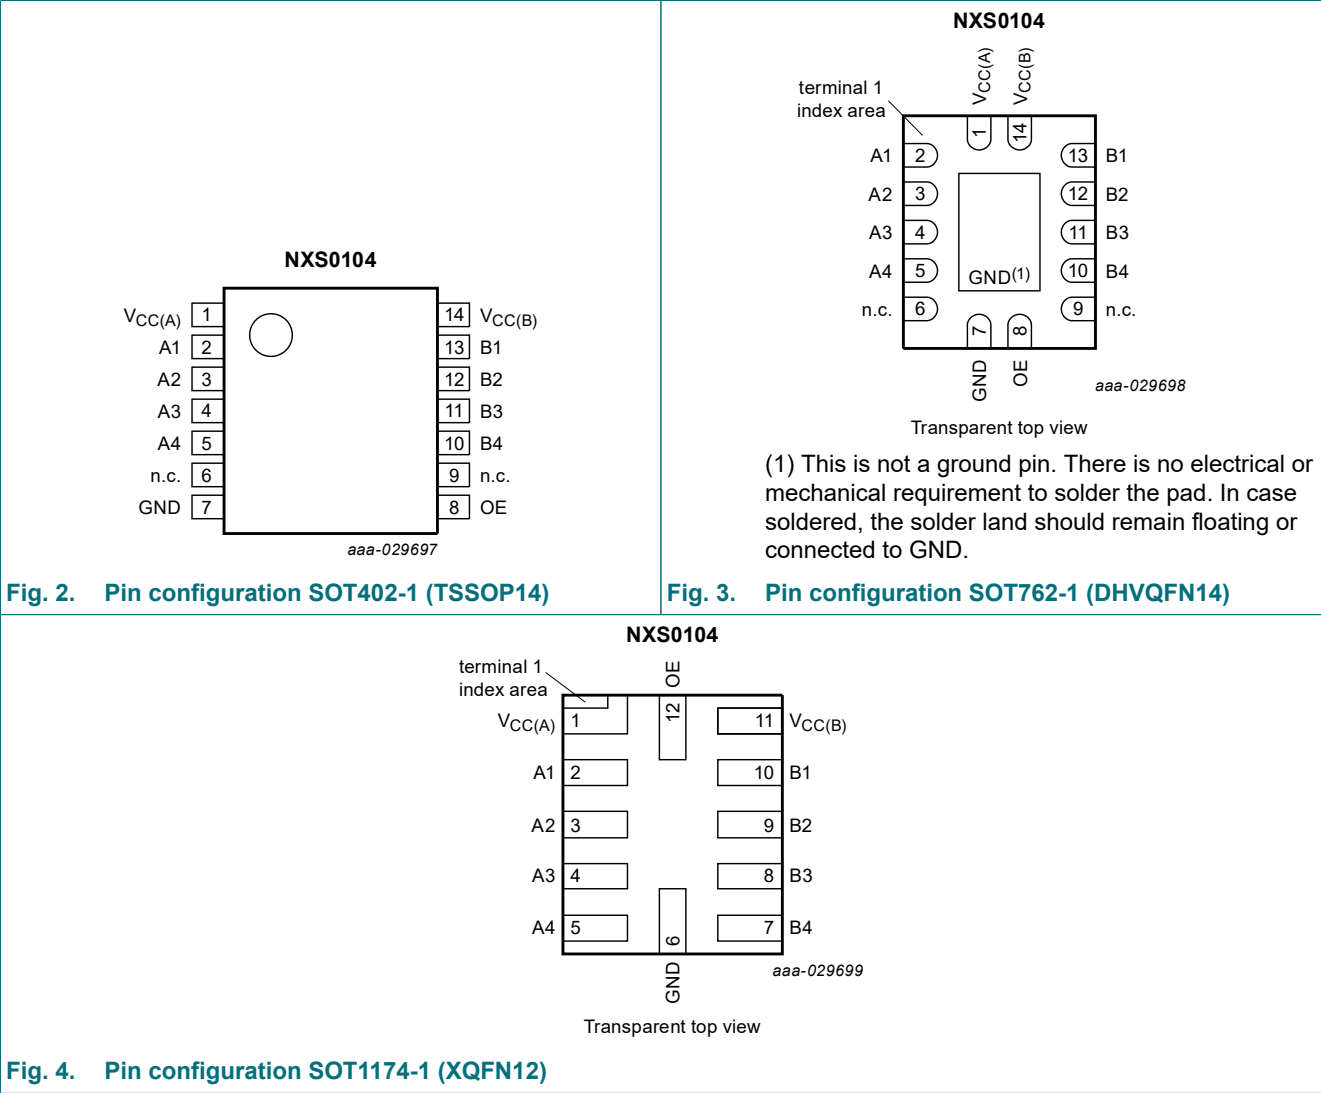 NXS0104
VCC(A) 1 14 VCC(B)
A1 2 13 B1
A2 3 12 B2
A3 4 11 B3
A4 5 10 B4
n.c. 6 9 n.c.
GND 7 8 OE
aaa-029697
Fig. 2. Pin configuration SOT402-1 (TSSOP14)
NXS0104
VCC(A) VCC(B)
terminal 1
index area
1 14
A1 2 13 B1
A2 3 12 B2
A3 4 11 B3
A4 5 10 B4
GND(1)
n.c. 6 9 n.c.
7 8
GND OE
aaa-029698
Transparent top view
(1) This is not a ground pin. There is no electrical or
mechanical requirement to solder the pad. In case
soldered, the solder land should remain floating or
connected to GND.
Fig. 3. Pin configuration SOT762-1 (DHVQFN14)
NXS0104
terminal 1
index area
OE
12
VCC(A) 1 11 VCC(B)
A1 2 10 B1
A2 3 9 B2
A3 4 8 B3
A4 5 7 B4
6
GND
aaa-029699
Transparent top view
Fig. 4. Pin configuration SOT1174-1 (XQFN12)